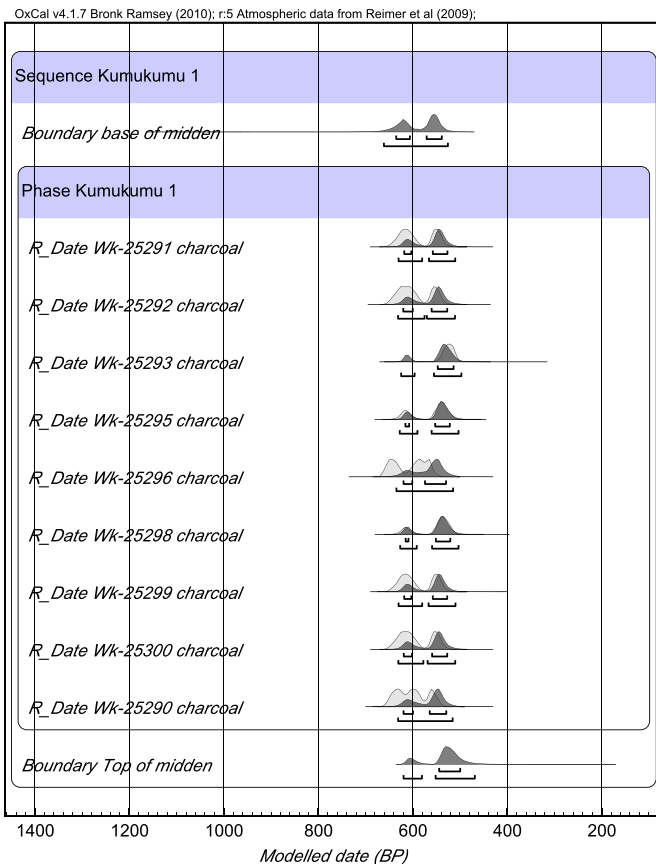 OxCal v4.1.7 Bronk Ramsey (2010); r:5 Atmospheric data from Reimer et al (2009);
Sequence Kumukumu 1
Boundary base of midden
Phase Kumukumu 1
R_Date Wk-25291 charcoal
R_Date Wk-25292 charcoal
R_Date Wk-25293 charcoal
R_Date Wk-25295 charcoal
R_Date Wk-25296 charcoal
R_Date Wk-25298 charcoal
R_Date Wk-25299 charcoal
R_Date Wk-25300 charcoal
R_Date Wk-25290 charcoal
Boundary Top of midden
1400 1200 1000 800 600 400 200
Modelled date (BP)